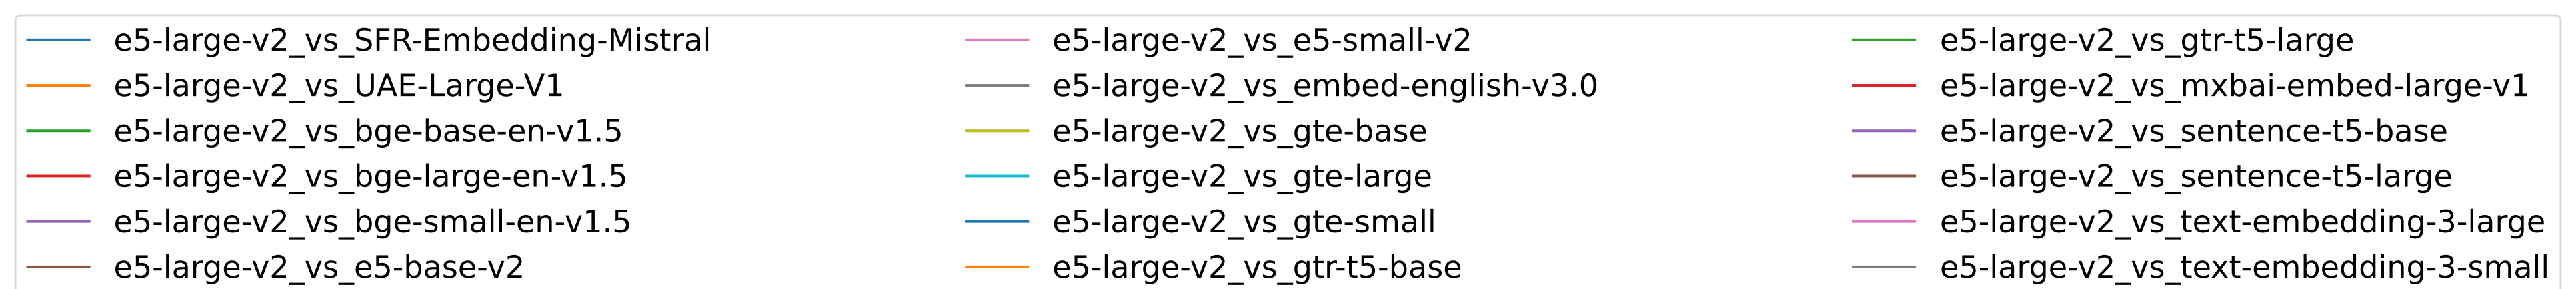 e5-large-v2_vs_SFR-Embedding-Mistral
e5-large-v2_vs_UAE-Large-V1
e5-large-v2_vs_bge-base-en-v1.5
e5-large-v2_vs_bge-large-en-v1.5
e5-large-v2_vs_bge-small-en-v1.5
e5-large-v2_vs_e5-base-v2
e5-large-v2_vs_e5-small-v2
e5-large-v2_vs_embed-english-v3.0
e5-large-v2_vs_gte-base
e5-large-v2_vs_gte-large
e5-large-v2_vs_gte-small
e5-large-v2_vs_gtr-t5-base
e5-large-v2_vs_gtr-t5-large
e5-large-v2_vs_mxbai-embed-large-v1
e5-large-v2_vs_sentence-t5-base
e5-large-v2_vs_sentence-t5-large
e5-large-v2_vs_text-embedding-3-large
e5-large-v2_vs_text-embedding-3-small